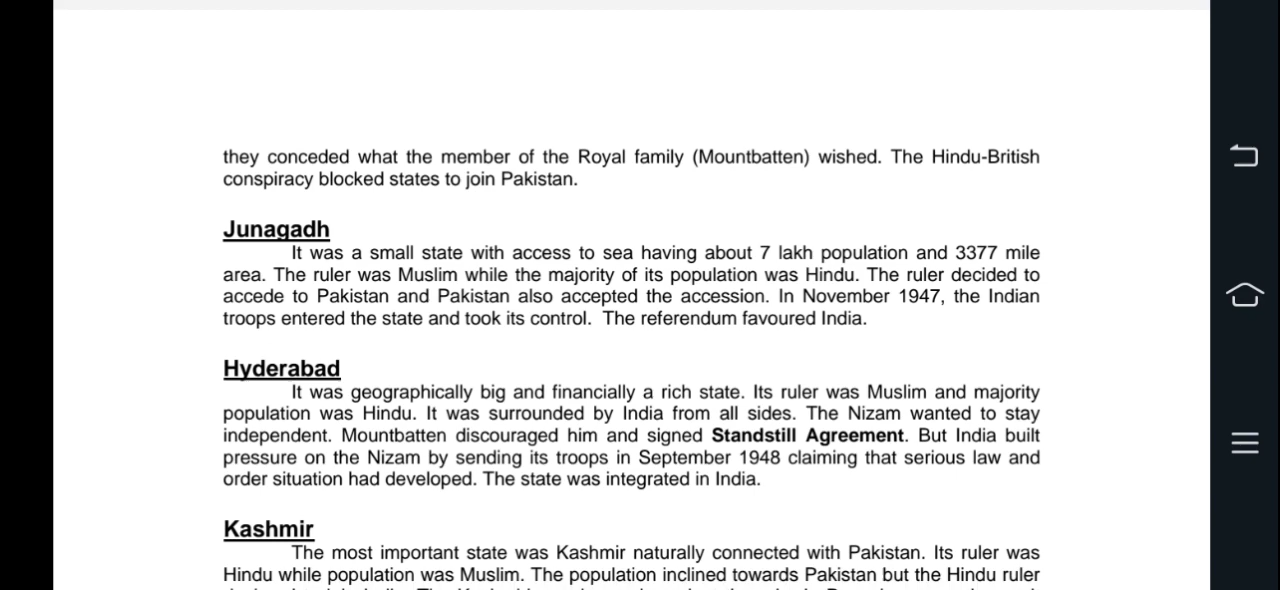 they conceded what the member of the Royal family (Mountbatten) wished. The Hindu-British
conspiracy blocked states to join Pakistan.
Junagadh
It was a small state with access to sea having about 7 lakh population and 3377 mile
area. The ruler was Muslim while the majority of its population was Hindu. The ruler decided to
accede to Pakistan and Pakistan also accepted the accession. In November 1947, the Indian
troops entered the state and took its control. The referendum favoured India.
Hyderabad
It was geographically big and financially a rich state. Its ruler was Muslim and majority
population was Hindu. It was surrounded by India from all sides. The Nizam wanted to stay
independent. Mountbatten discouraged him and signed Standstill Agreement. But India built
pressure on the Nizam by sending its troops in September 1948 claiming that serious law and
order situation had developed. The state was integrated in India.
Kashmir
The most important state was Kashmir naturally connected with Pakistan. Its ruler was
Hindu while population was Muslim. The population inclined towards Pakistan but the Hindu ruler